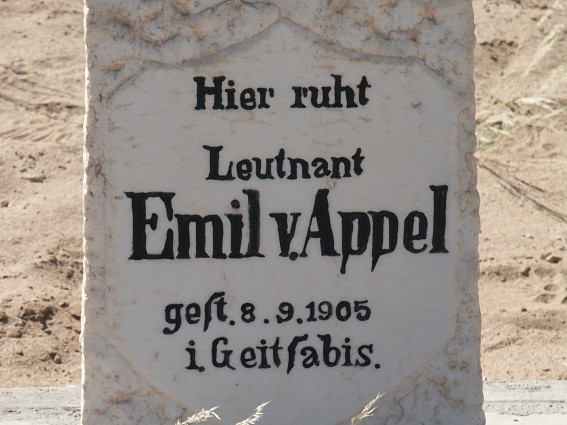 Hier ruht
Leutnant
Emil v. Appel
geſt. 8. 9. 1905
i. Geitſabis.